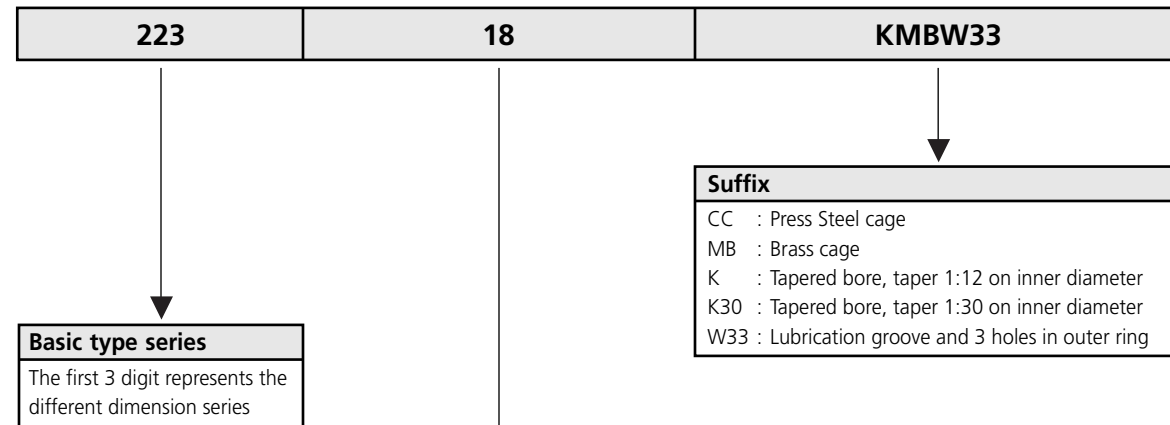 223 18 KMBW33
Suffix
CC : Press Steel cage
MB : Brass cage
K : Tapered bore, taper 1:12 on inner diameter
K30 : Tapered bore, taper 1:30 on inner diameter
W33 : Lubrication groove and 3 holes in outer ring
Basic type series
The first 3 digit represents the
different dimension series